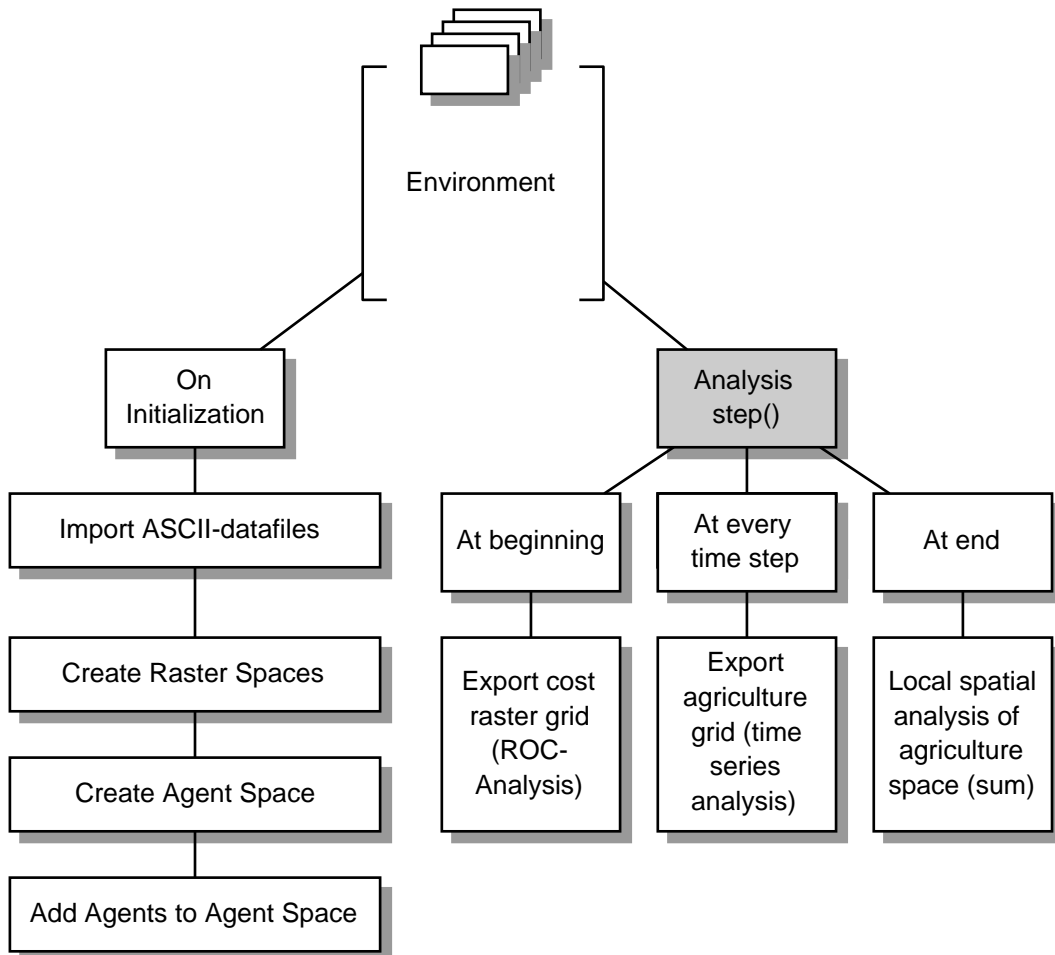 Environment
On
Initialization
Import ASCII-datafiles
Create Raster Spaces
Create Agent Space
Add Agents to Agent Space
Analysis
step()
At beginning
Export cost
raster grid
(ROC-
Analysis)
At every
time step
Export
agriculture
grid (time
series
analysis)
At end
Local spatial
analysis of
agriculture
space (sum)